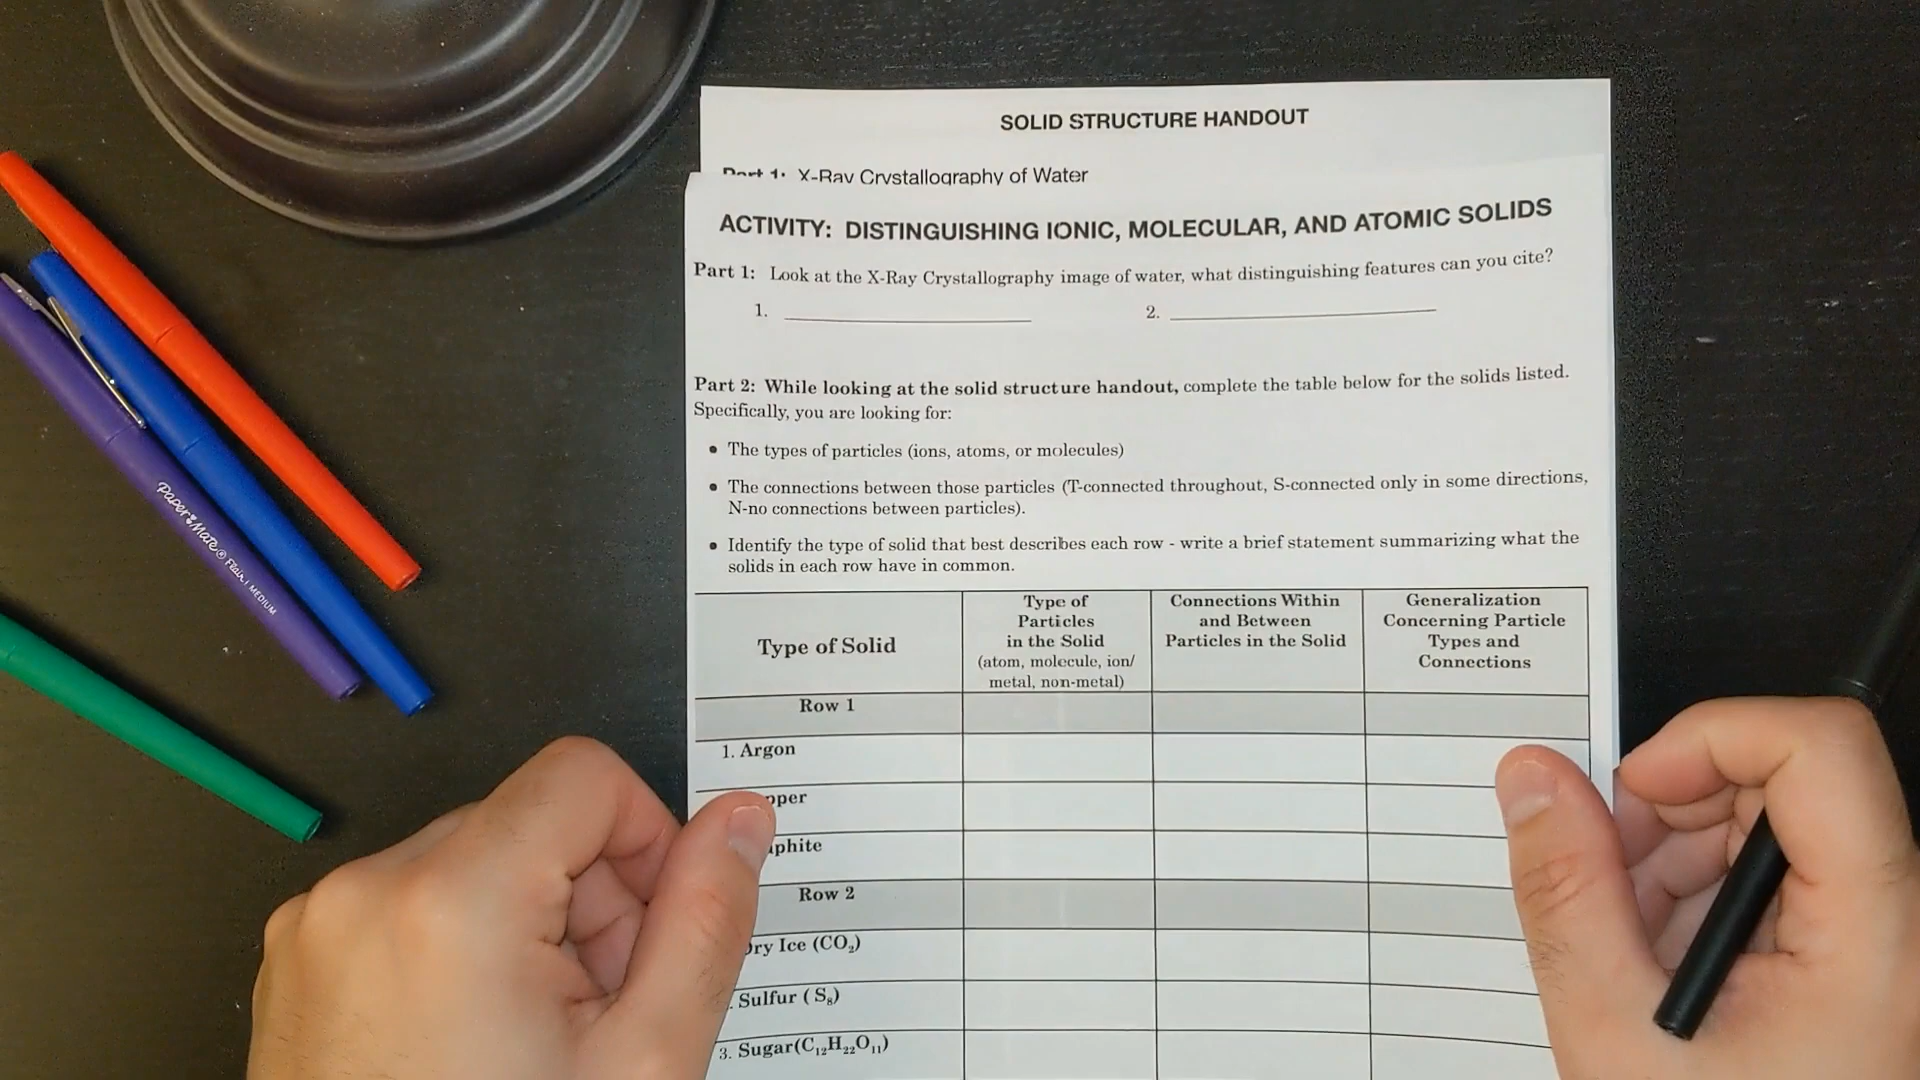 SOLID STRUCTURE HANDOUT
Part 1: X-Ray Crystallography of Water
ACTIVITY: DISTINGUISHING IONIC, MOLECULAR, AND ATOMIC SOLIDS
Part 1: Look at the X-Ray Crystallography image of water, what distinguishing features can you cite?
1. 2.
Part 2: While looking at the solid structure handout, complete the table below for the solids listed.
Specifically, you are looking for:
• The types of particles (ions, atoms, or molecules)
• The connections between those particles (T-connected throughout, S-connected only in some directions,
N-no connections between particles).
• Identify the type of solid that best describes each row - write a brief statement summarizing what the
solids in each row have in common.
Type of Solid
Type of
Particles
in the Solid
(atom, molecule, ion/
metal, non-metal)
Connections Within
and Between
Particles in the Solid
Generalization
Concerning Particle
Types and
Connections
Row 1
1. Argon
pper
phite
Row 2
Dry Ice (CO₂)
. Sulfur ( S₈)
3. Sugar(C₁₂H₂₂O₁₁)
Paper Mate® Flair | MEDIUM